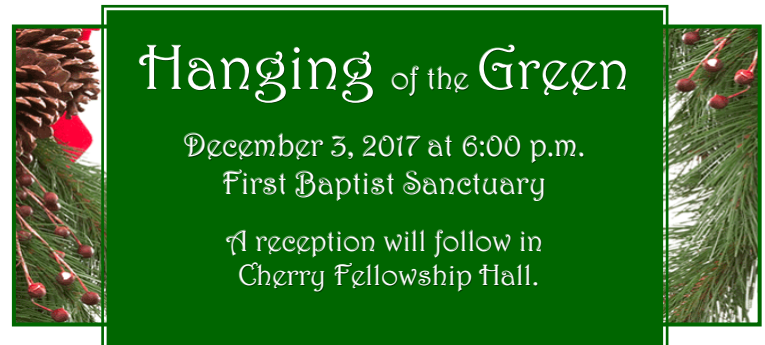 Hanging of the Green
December 3, 2017 at 6:00 p.m.
First Baptist Sanctuary
A reception will follow in
Cherry Fellowship Hall.